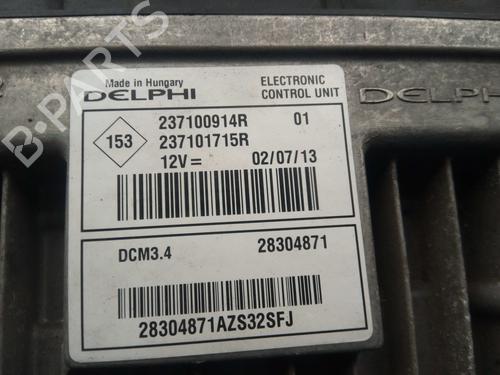 B-PARTS
Made in Hungary
DELPHI
ELECTRONIC
CONTROL UNIT
DELPHI
153
237100914R 01
237101715R
12V= 02/07/13
DCM3.4 28304871
28304871AZS32SFJ